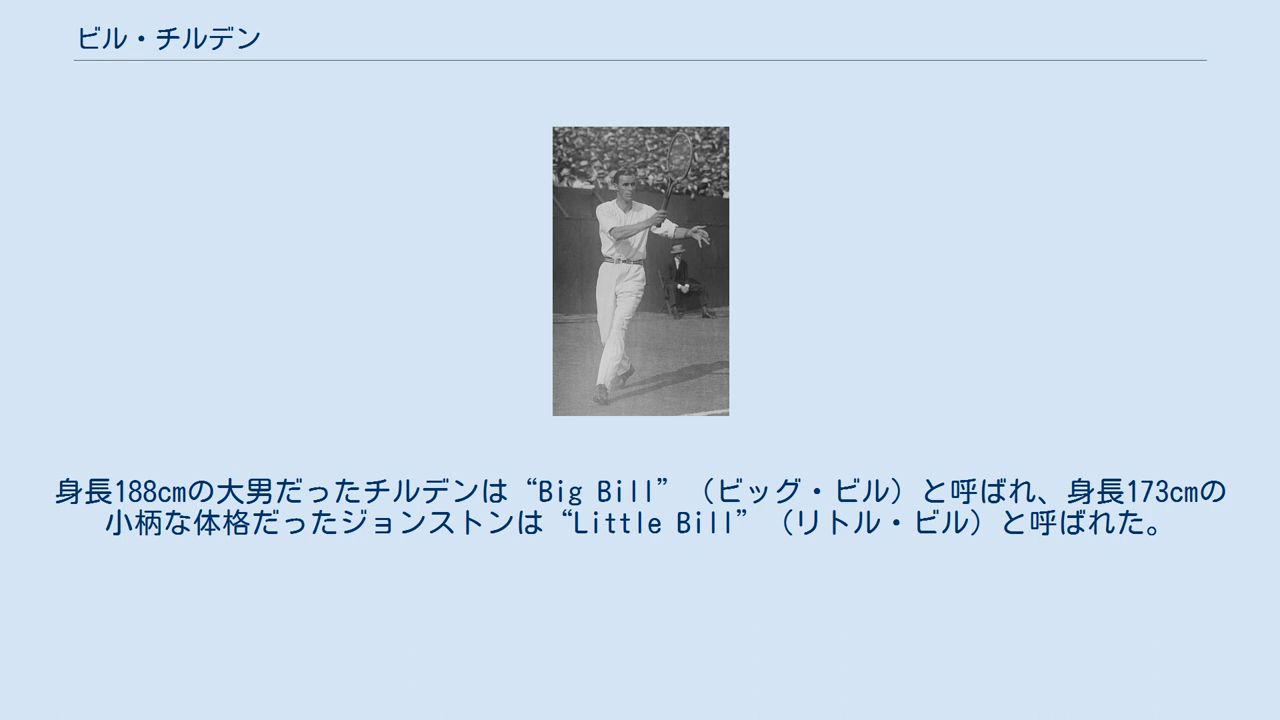 ビル・チルデン
身長188cmの大男だったチルデンは“Big Bill”（ビッグ・ビル）と呼ばれ、身長173cmの
小柄な体格だったジョンストンは“Little Bill”（リトル・ビル）と呼ばれた。